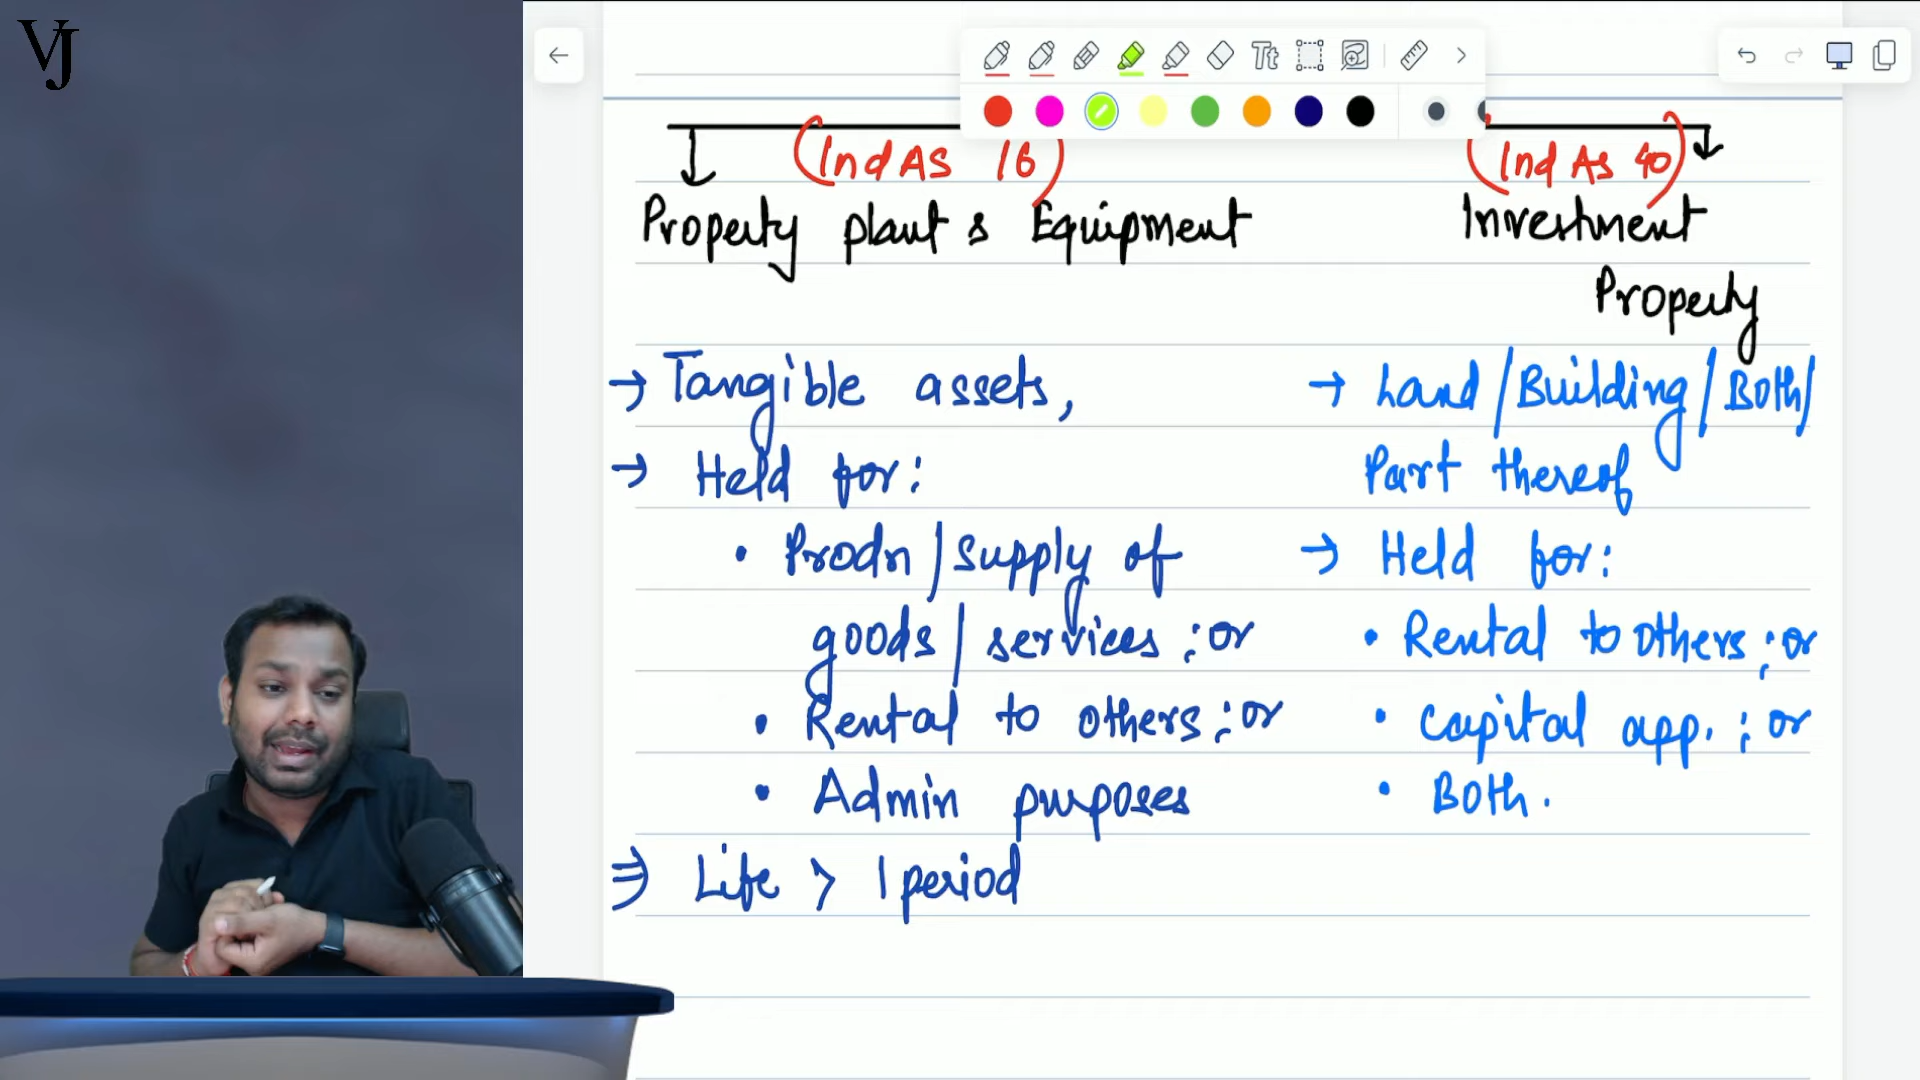 VJ
Tt
(Ind AS 16)
(Ind As 40)
Property plant & Equipment
Investment
Property
→ Tangible assets,
→ Held for:
• Prodn/supply of
goods/services; or
• Rental to others; or
• Admin purposes
⇒ Life > 1 period
→ Land/Building/Both/
Part thereof
→ Held for:
• Rental to others; or
• Capital app.; or
• Both.